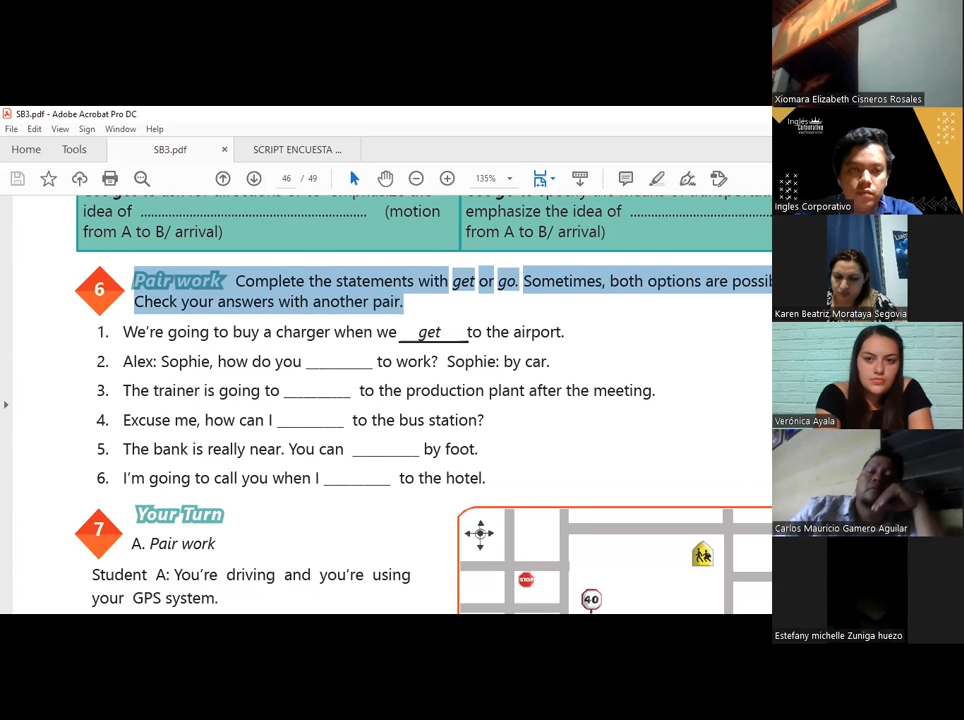 SB3.pdf - Adobe Acrobat Pro DC
File Edit View Sign Window Help
Home Tools SB3.pdf × SCRIPT ENCUESTA ...
46 / 49 135%
idea of ........................................................ (motion
from A to B/ arrival)
emphasize the idea of
from A to B/ arrival)
6 Pair work Complete the statements with get or go. Sometimes, both options are possib
Check your answers with another pair.
1. We're going to buy a charger when we __get__ to the airport.
2. Alex: Sophie, how do you ________ to work? Sophie: by car.
3. The trainer is going to ________ to the production plant after the meeting.
4. Excuse me, how can I ________ to the bus station?
5. The bank is really near. You can ________ by foot.
6. I'm going to call you when I ________ to the hotel.
7 Your Turn
A. Pair work
Student A: You're driving and you're using
your GPS system.
STOP
40
Xiomara Elizabeth Cisneros Rosales
Inglés
Corporativo
Ingles Corporativo
Karen Beatriz Morataya Segovia
Verónica Ayala
Carlos Mauricio Gamero Aguilar
Estefany michelle Zuniga huezo